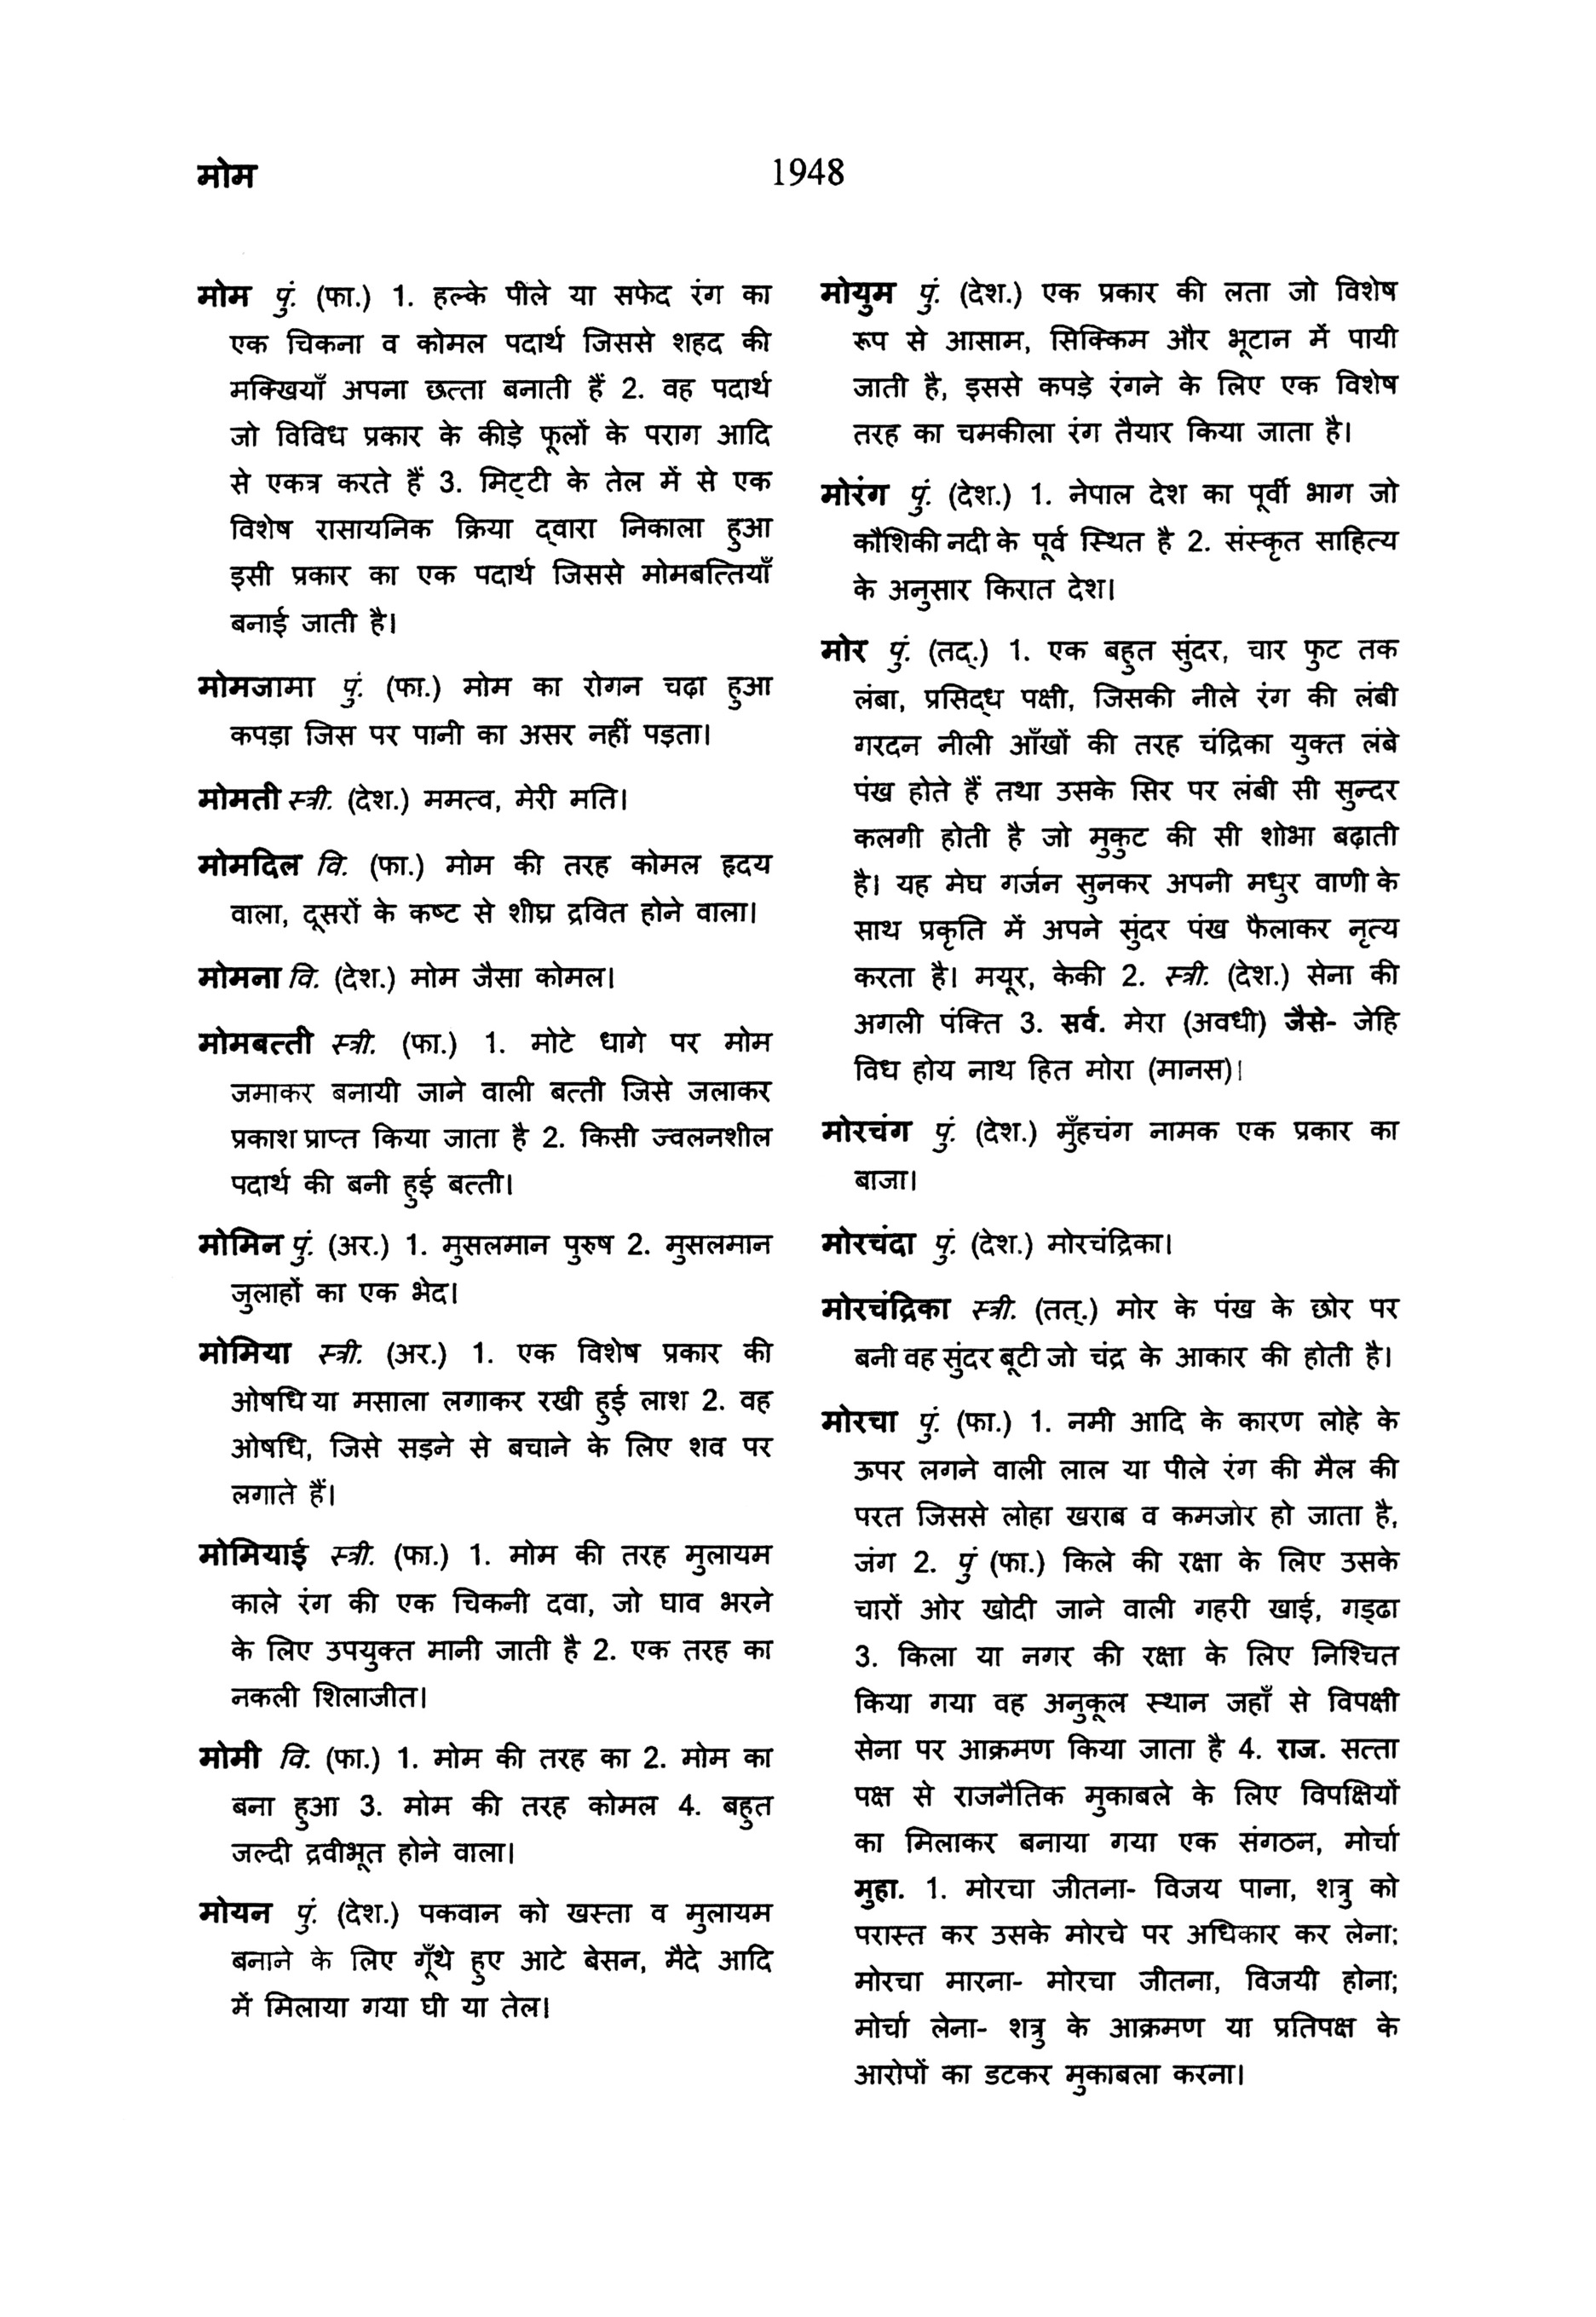 मोम
1948
मोम पुं. (फा.) 1. हल्के पीले या सफेद रंग का
एक चिकना व कोमल पदार्थ जिससे शहद की
मक्खियाँ अपना छत्ता बनाती हैं 2. वह पदार्थ
जो विविध प्रकार के कीड़े फूलों के पराग आदि
से एकत्र करते हैं 3. मिट्टी के तेल में से एक
विशेष रासायनिक क्रिया द्वारा निकाला हुआ
इसी प्रकार का एक पदार्थ जिससे मोमबत्तियाँ
बनाई जाती है।
मोमजामा पुं. (फा.) मोम का रोगन चढ़ा हुआ
कपड़ा जिस पर पानी का असर नहीं पड़ता।
मोमती स्त्री. (देश.) ममत्व, मेरी मति।
मोमदिल वि. (फा.) मोम की तरह कोमल हृदय
वाला, दूसरों के कष्ट से शीघ्र द्रवित होने वाला।
मोमना वि. (देश.) मोम जैसा कोमल।
मोमबत्ती स्त्री. (फा.) 1. मोटे धागे पर मोम
जमाकर बनायी जाने वाली बत्ती जिसे जलाकर
प्रकाश प्राप्त किया जाता है 2. किसी ज्वलनशील
पदार्थ की बनी हुई बत्ती।
मोमिन पुं. (अर.) 1. मुसलमान पुरुष 2. मुसलमान
जुलाहों का एक भेद।
मोमिया स्त्री. (अर.) 1. एक विशेष प्रकार की
ओषधि या मसाला लगाकर रखी हुई लाश 2. वह
ओषधि, जिसे सड़ने से बचाने के लिए शव पर
लगाते हैं।
मोमियाई स्त्री. (फा.) 1. मोम की तरह मुलायम
काले रंग की एक चिकनी दवा, जो घाव भरने
के लिए उपयुक्त मानी जाती है 2. एक तरह का
नकली शिलाजीत।
मोमी वि. (फा.) 1. मोम की तरह का 2. मोम का
बना हुआ 3. मोम की तरह कोमल 4. बहुत
जल्दी द्रवीभूत होने वाला।
मोयन पुं. (देश.) पकवान को खस्ता व मुलायम
बनाने के लिए गूँथे हुए आटे बेसन, मैदे आदि
में मिलाया गया घी या तेल।
मोयुम पुं. (देश.) एक प्रकार की लता जो विशेष
रूप से आसाम, सिक्किम और भूटान में पायी
जाती है, इससे कपड़े रंगने के लिए एक विशेष
तरह का चमकीला रंग तैयार किया जाता है।
मोरंग पुं. (देश.) 1. नेपाल देश का पूर्वी भाग जो
कौशिकी नदी के पूर्व स्थित है 2. संस्कृत साहित्य
के अनुसार किरात देश।
मोर पुं. (तद्.) 1. एक बहुत सुंदर, चार फुट तक
लंबा, प्रसिद्ध पक्षी, जिसकी नीले रंग की लंबी
गरदन नीली आँखों की तरह चंद्रिका युक्त लंबे
पंख होते हैं तथा उसके सिर पर लंबी सी सुन्दर
कलगी होती है जो मुकुट की सी शोभा बढ़ाती
है। यह मेघ गर्जन सुनकर अपनी मधुर वाणी के
साथ प्रकृति में अपने सुंदर पंख फैलाकर नृत्य
करता है। मयूर, केकी 2. स्त्री. (देश.) सेना की
अगली पंक्ति 3. सर्व. मेरा (अवधी) जैसे- जेहि
विध होय नाथ हित मोरा (मानस)।
मोरचंग पुं. (देश.) मुँहचंग नामक एक प्रकार का
बाजा।
मोरचंदा पुं. (देश.) मोरचंद्रिका।
मोरचंद्रिका स्त्री. (तत्.) मोर के पंख के छोर पर
बनी वह सुंदर बूटी जो चंद्र के आकार की होती है।
मोरचा पुं. (फा.) 1. नमी आदि के कारण लोहे के
ऊपर लगने वाली लाल या पीले रंग की मैल की
परत जिससे लोहा खराब व कमजोर हो जाता है,
जंग 2. पुं (फा.) किले की रक्षा के लिए उसके
चारों ओर खोदी जाने वाली गहरी खाई, गड्ढा
3. किला या नगर की रक्षा के लिए निश्चित
किया गया वह अनुकूल स्थान जहाँ से विपक्षी
सेना पर आक्रमण किया जाता है 4. राज. सत्ता
पक्ष से राजनैतिक मुकाबले के लिए विपक्षियों
का मिलाकर बनाया गया एक संगठन, मोर्चा
मुहा. 1. मोरचा जीतना- विजय पाना, शत्रु को
परास्त कर उसके मोरचे पर अधिकार कर लेना;
मोरचा मारना- मोरचा जीतना, विजयी होना;
मोर्चा लेना- शत्रु के आक्रमण या प्रतिपक्ष के
आरोपों का डटकर मुकाबला करना।